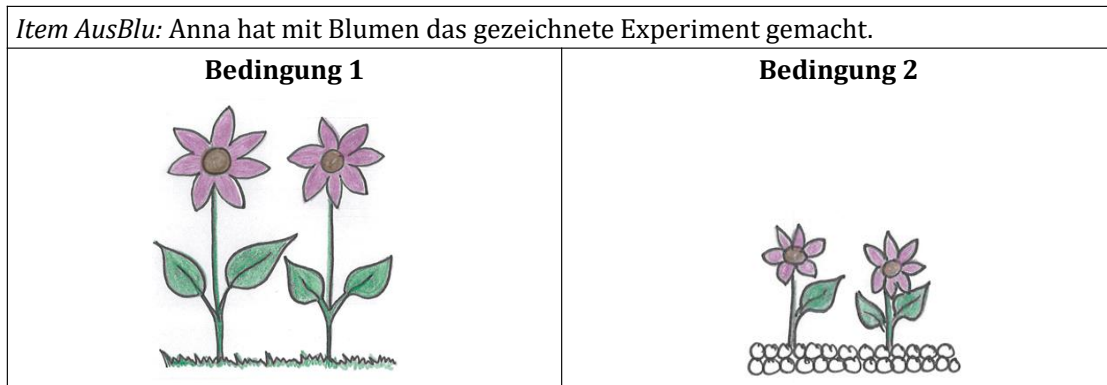 Item AusBlu: Anna hat mit Blumen das gezeichnete Experiment gemacht.
Bedingung 1
Bedingung 2